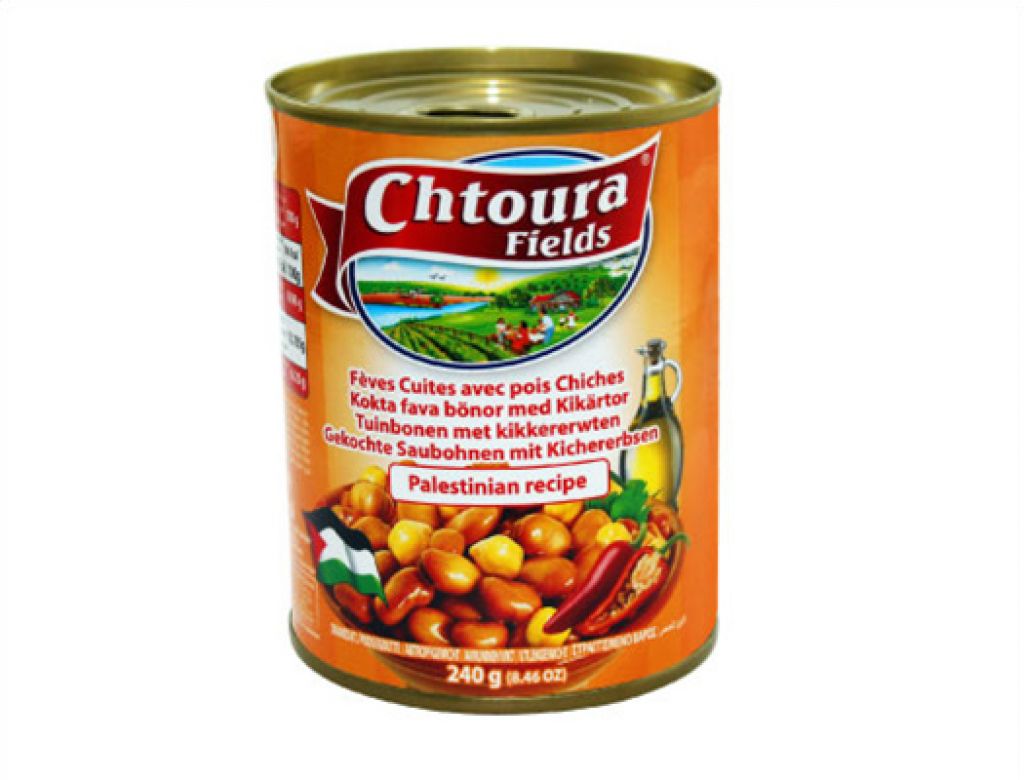 Chtoura
Fields
®
Fèves Cuites avec pois Chiches
Kokta fava bönor med Kikärtor
Tuinbonen met kikkererwten
Gekochte Saubohnen mit Kichererbsen
Palestinian recipe
240 g (8.46 OZ)